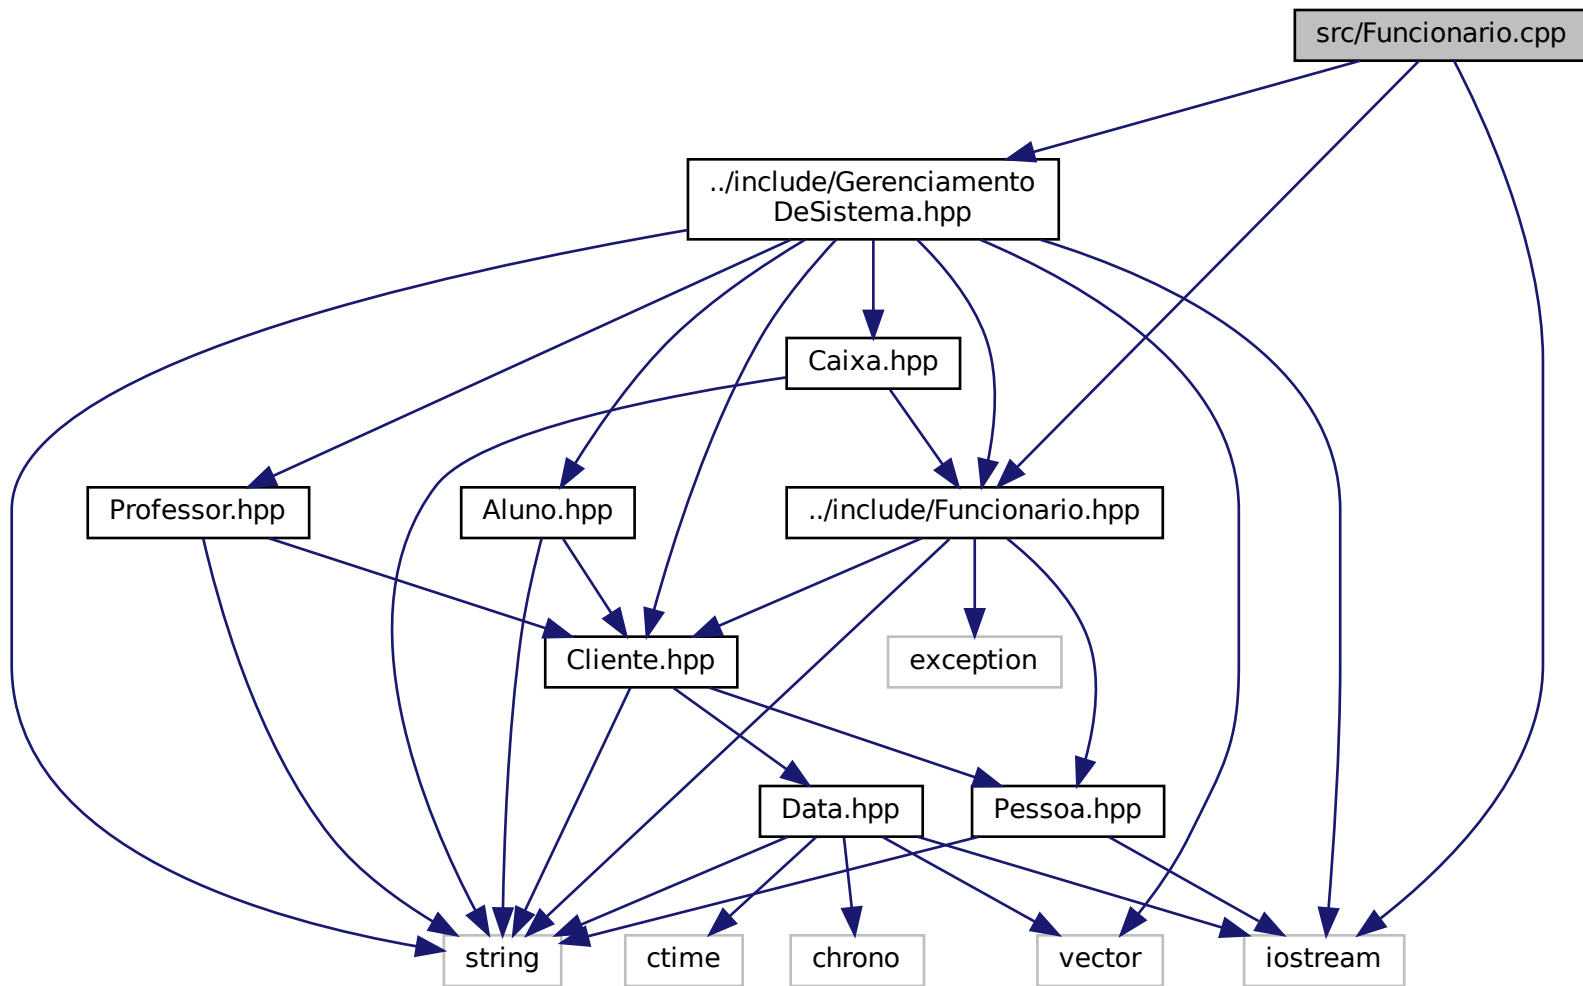 src/Funcionario.cpp
../include/Gerenciamento
DeSistema.hpp
Caixa.hpp
Professor.hpp
Aluno.hpp
../include/Funcionario.hpp
Cliente.hpp
exception
Data.hpp
Pessoa.hpp
string
ctime
chrono
vector
iostream